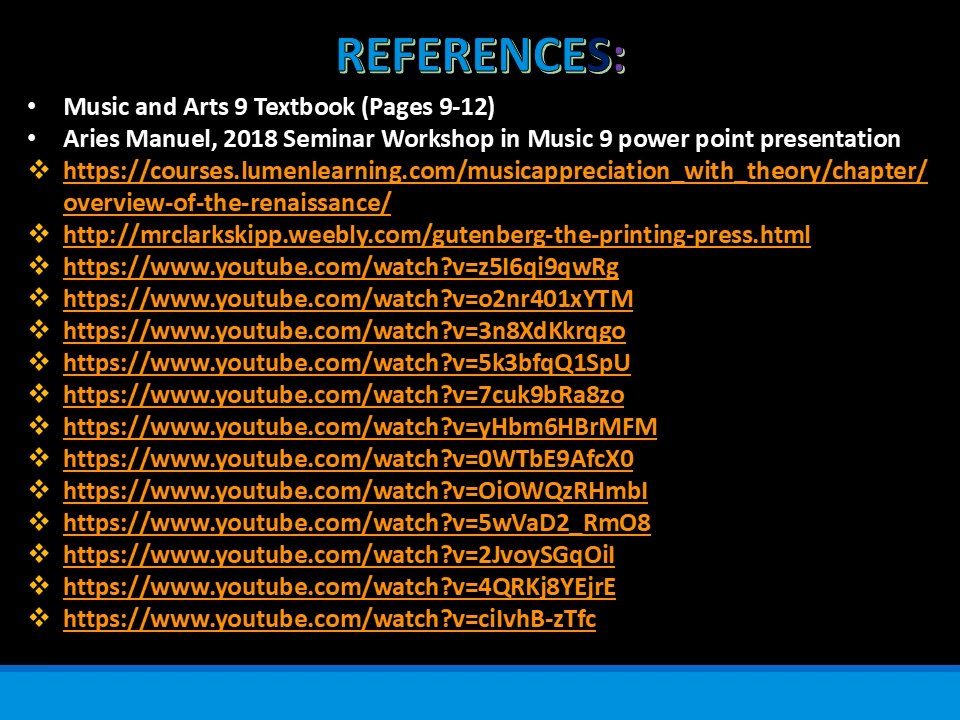 REFERENCES:
• Music and Arts 9 Textbook (Pages 9-12)
• Aries Manuel, 2018 Seminar Workshop in Music 9 power point presentation
❖ https://courses.lumenlearning.com/musicappreciation_with_theory/chapter/
overview-of-the-renaissance/
❖ http://mrclarkskipp.weebly.com/gutenberg-the-printing-press.html
❖ https://www.youtube.com/watch?v=z5I6qi9qwRg
❖ https://www.youtube.com/watch?v=o2nr401xYTM
❖ https://www.youtube.com/watch?v=3n8XdKkrqgo
❖ https://www.youtube.com/watch?v=5k3bfqQ1SpU
❖ https://www.youtube.com/watch?v=7cuk9bRa8zo
❖ https://www.youtube.com/watch?v=yHbm6HBrMFM
❖ https://www.youtube.com/watch?v=0WTbE9AfcX0
❖ https://www.youtube.com/watch?v=OiOWQzRHmbI
❖ https://www.youtube.com/watch?v=5wVaD2_RmO8
❖ https://www.youtube.com/watch?v=2JvoySGqOiI
❖ https://www.youtube.com/watch?v=4QRKj8YEjrE
❖ https://www.youtube.com/watch?v=ciIvhB-zTfc